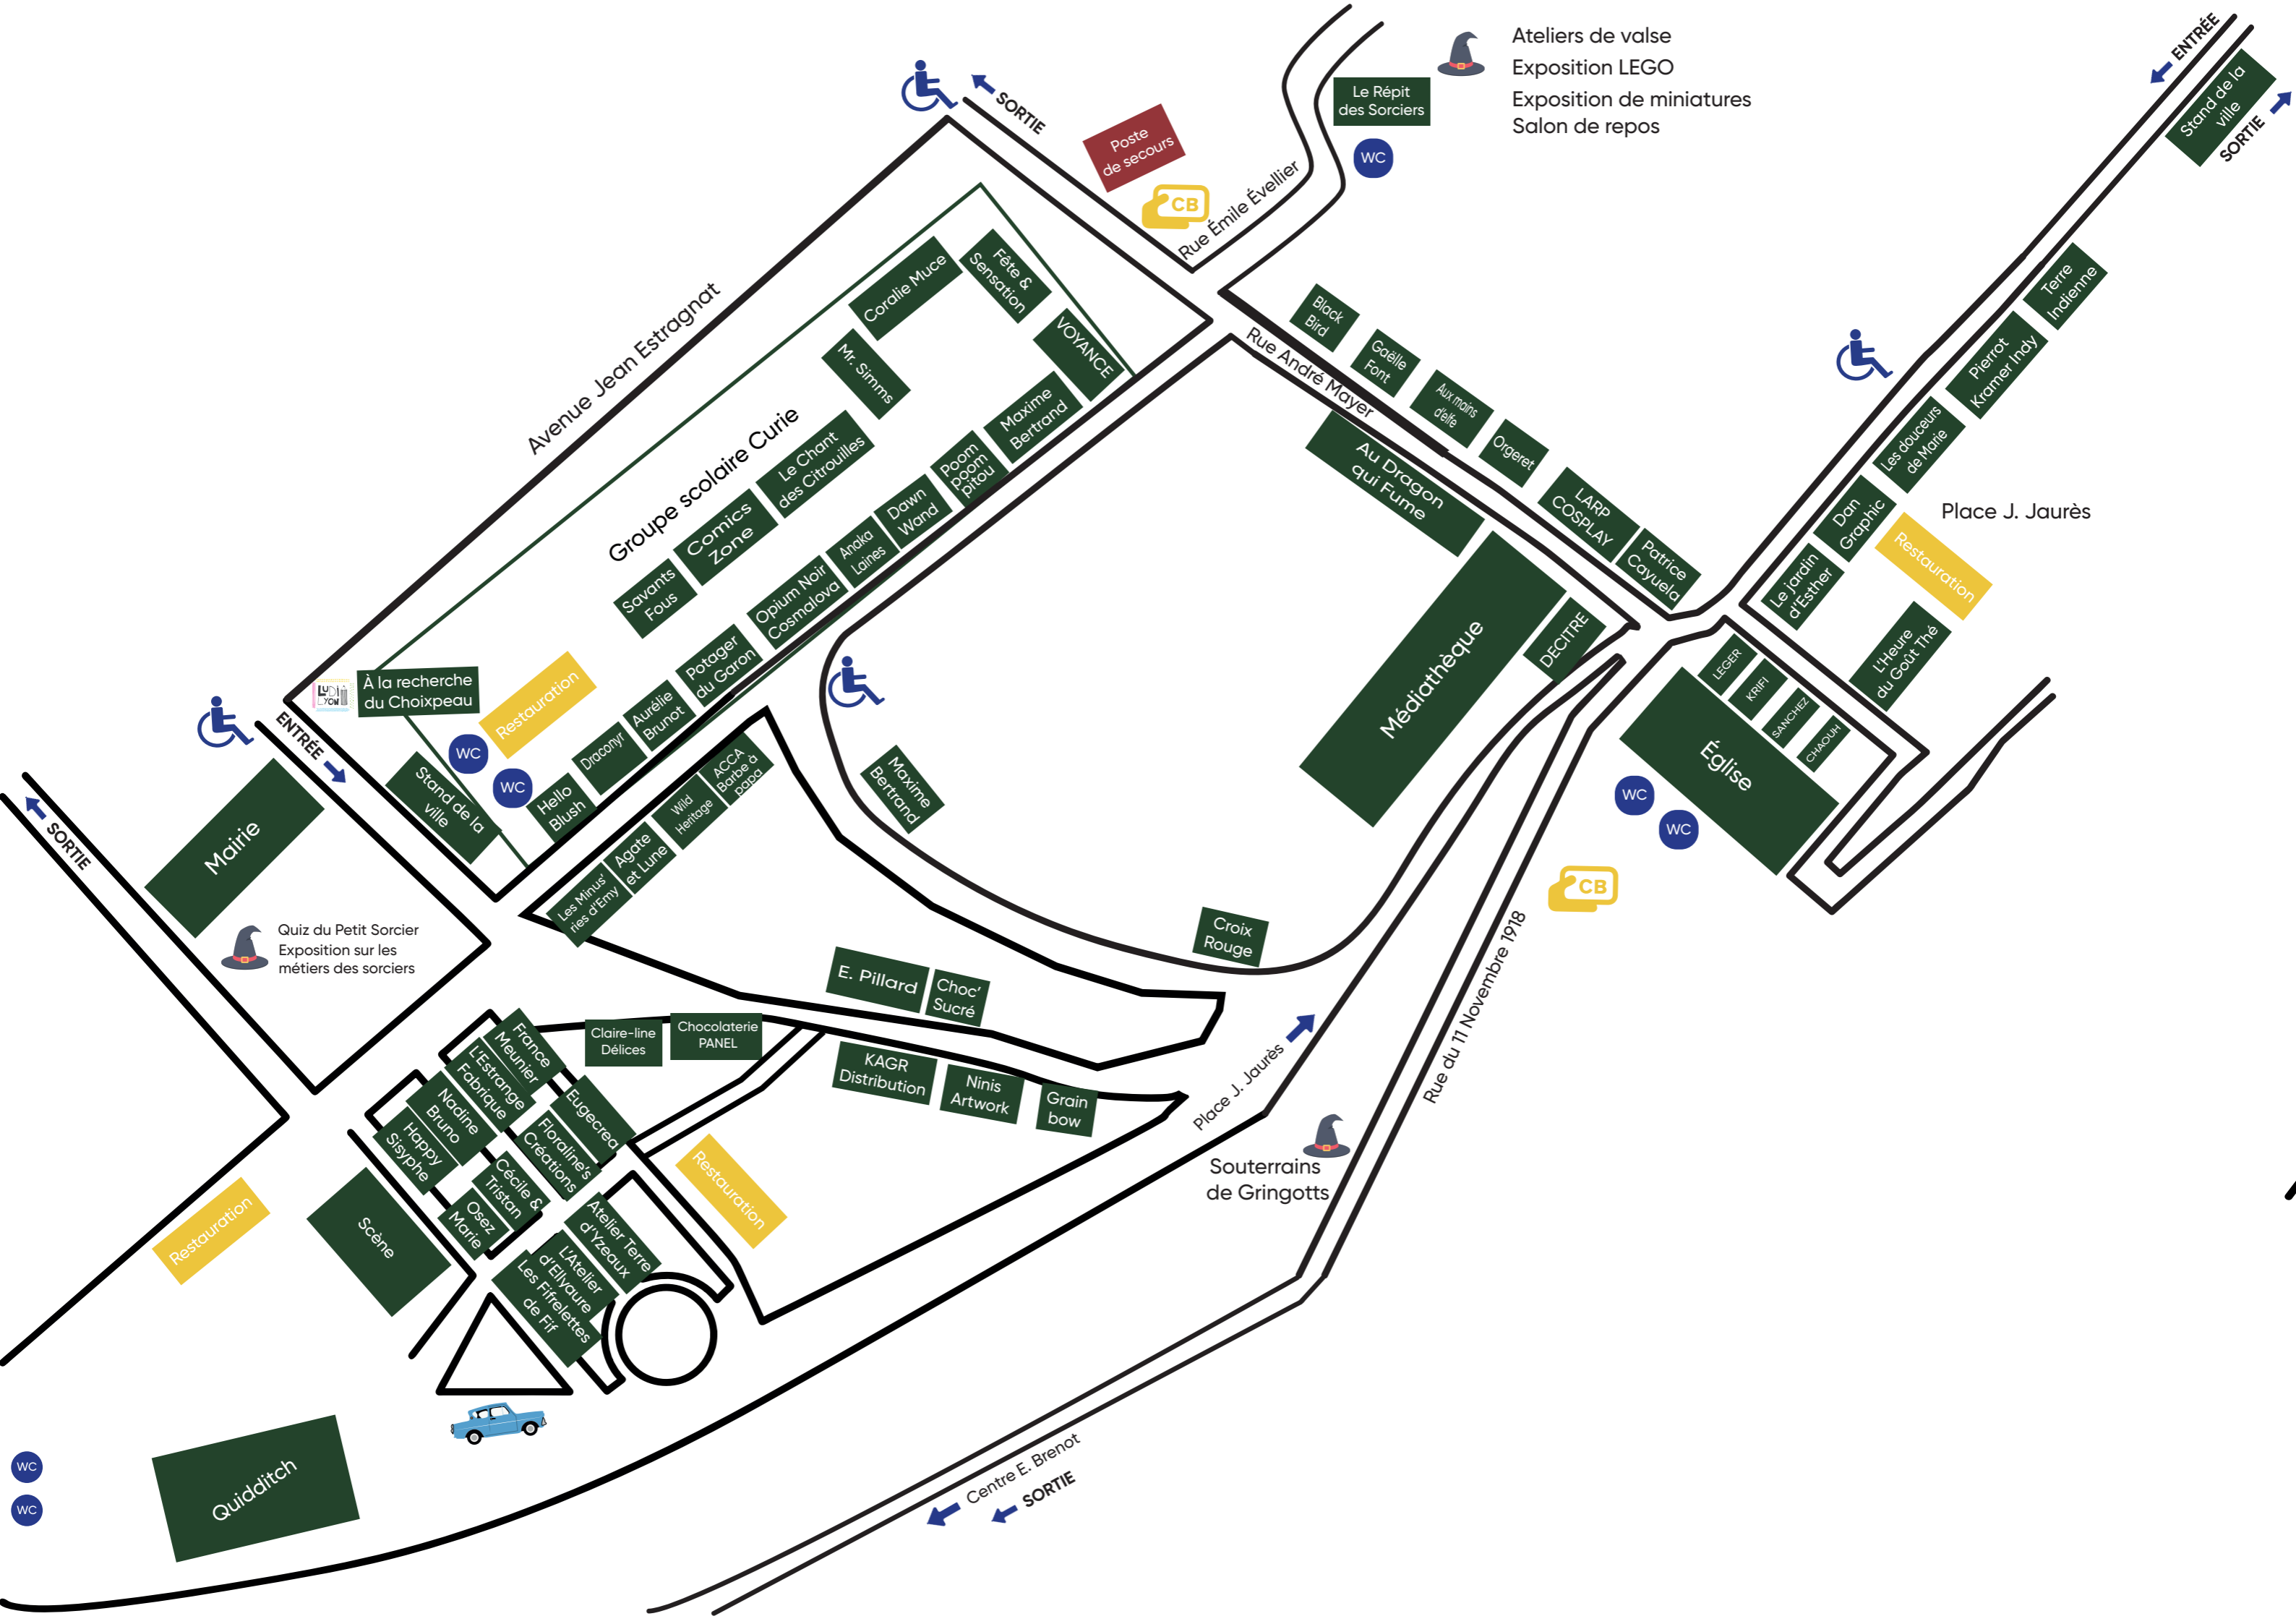 Ateliers de valse
Exposition LEGO
Exposition de miniatures
Salon de repos
Le Répit
des Sorciers
WC
ENTRÉE
Stand de la
ville
SORTIE
SORTIE
Poste
de secours
CB
Rue Émile Évellier
Avenue Jean Estragnat
Coralie Muce
Fête &
Sensation
VOYANCE
Mr. Simms
Maxime
Bertrand
Groupe scolaire Curie
Le Chant
des Citrouilles
Comics
Zone
Savants
Fous
Poom
poom
pitou
Dawn
Wand
Anaka
Laines
Opium Noir
Cosmalova
Potager
du Garon
Aurélie
Brunot
Draconyr
Hello
Blush
Restauration
LUDI
LYON
À la recherche
du Choixpeau
WC
WC
Stand de la
ville
ENTRÉE
Black
Bird
Gaëlle
Font
Aux mains
d'elfe
Orgeret
LARP
COSPLAY
Patrice
Cayuela
Rue André Mayer
Au Dragon
qui Fume
Médiathèque
DECITRE
Terre
Indienne
Pierrot
Kramer Indy
Les douceurs
de Marie
Dan
Graphic
Le jardin
d'Esther
Place J. Jaurès
Restauration
L'Heure
du Goût Thé
LEGER
KRIFI
SANCHEZ
CHAOUH
Église
WC
WC
CB
Rue du 11 Novembre 1918
Mairie
SORTIE
Quiz du Petit Sorcier
Exposition sur les
métiers des sorciers
ACCA
Barbe à
papa
Wild
Heritage
Agate
et Lune
Les Minus'
ries d'Emy
Maxime
Bertrand
Croix
Rouge
E. Pillard
Choc'
Sucré
Claire-line
Délices
Chocolaterie
PANEL
KAGR
Distribution
Ninis
Artwork
Grain
bow
Place J. Jaurès
Souterrains
de Gringotts
France
Meunier
L'Estrange
Fabrique
Nadine
Bruno
Happy
Sisyphe
Eugecrea
Floraline's
Créations
Cécile &
Tristan
Osez
Marie
Restauration
Atelier Terre
d'Yzeaux
L'Atelier
d'Ellyaure
Les Fifrelettes
de Fif
Scène
Restauration
Quidditch
WC
WC
Centre E. Brenot
SORTIE